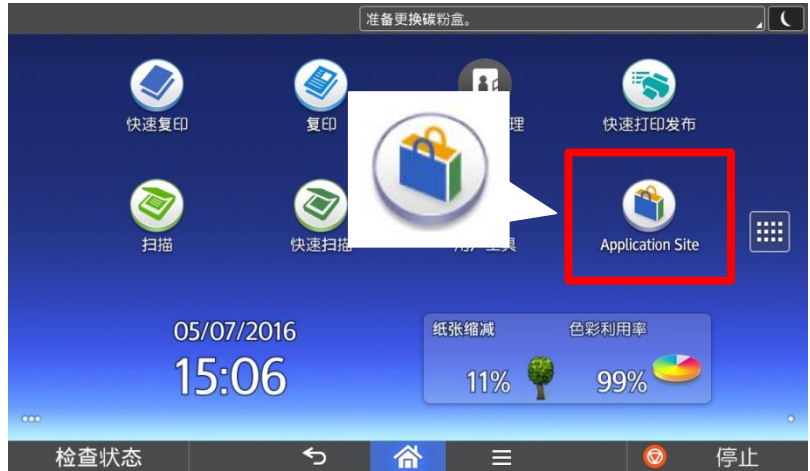 准备更换碳粉盒。
快速复印
复印
理
快速打印发布
扫描
快速扫描
Application Site
05/07/2016
15:06
纸张缩减
色彩利用率
11%
99%
检查状态
停止